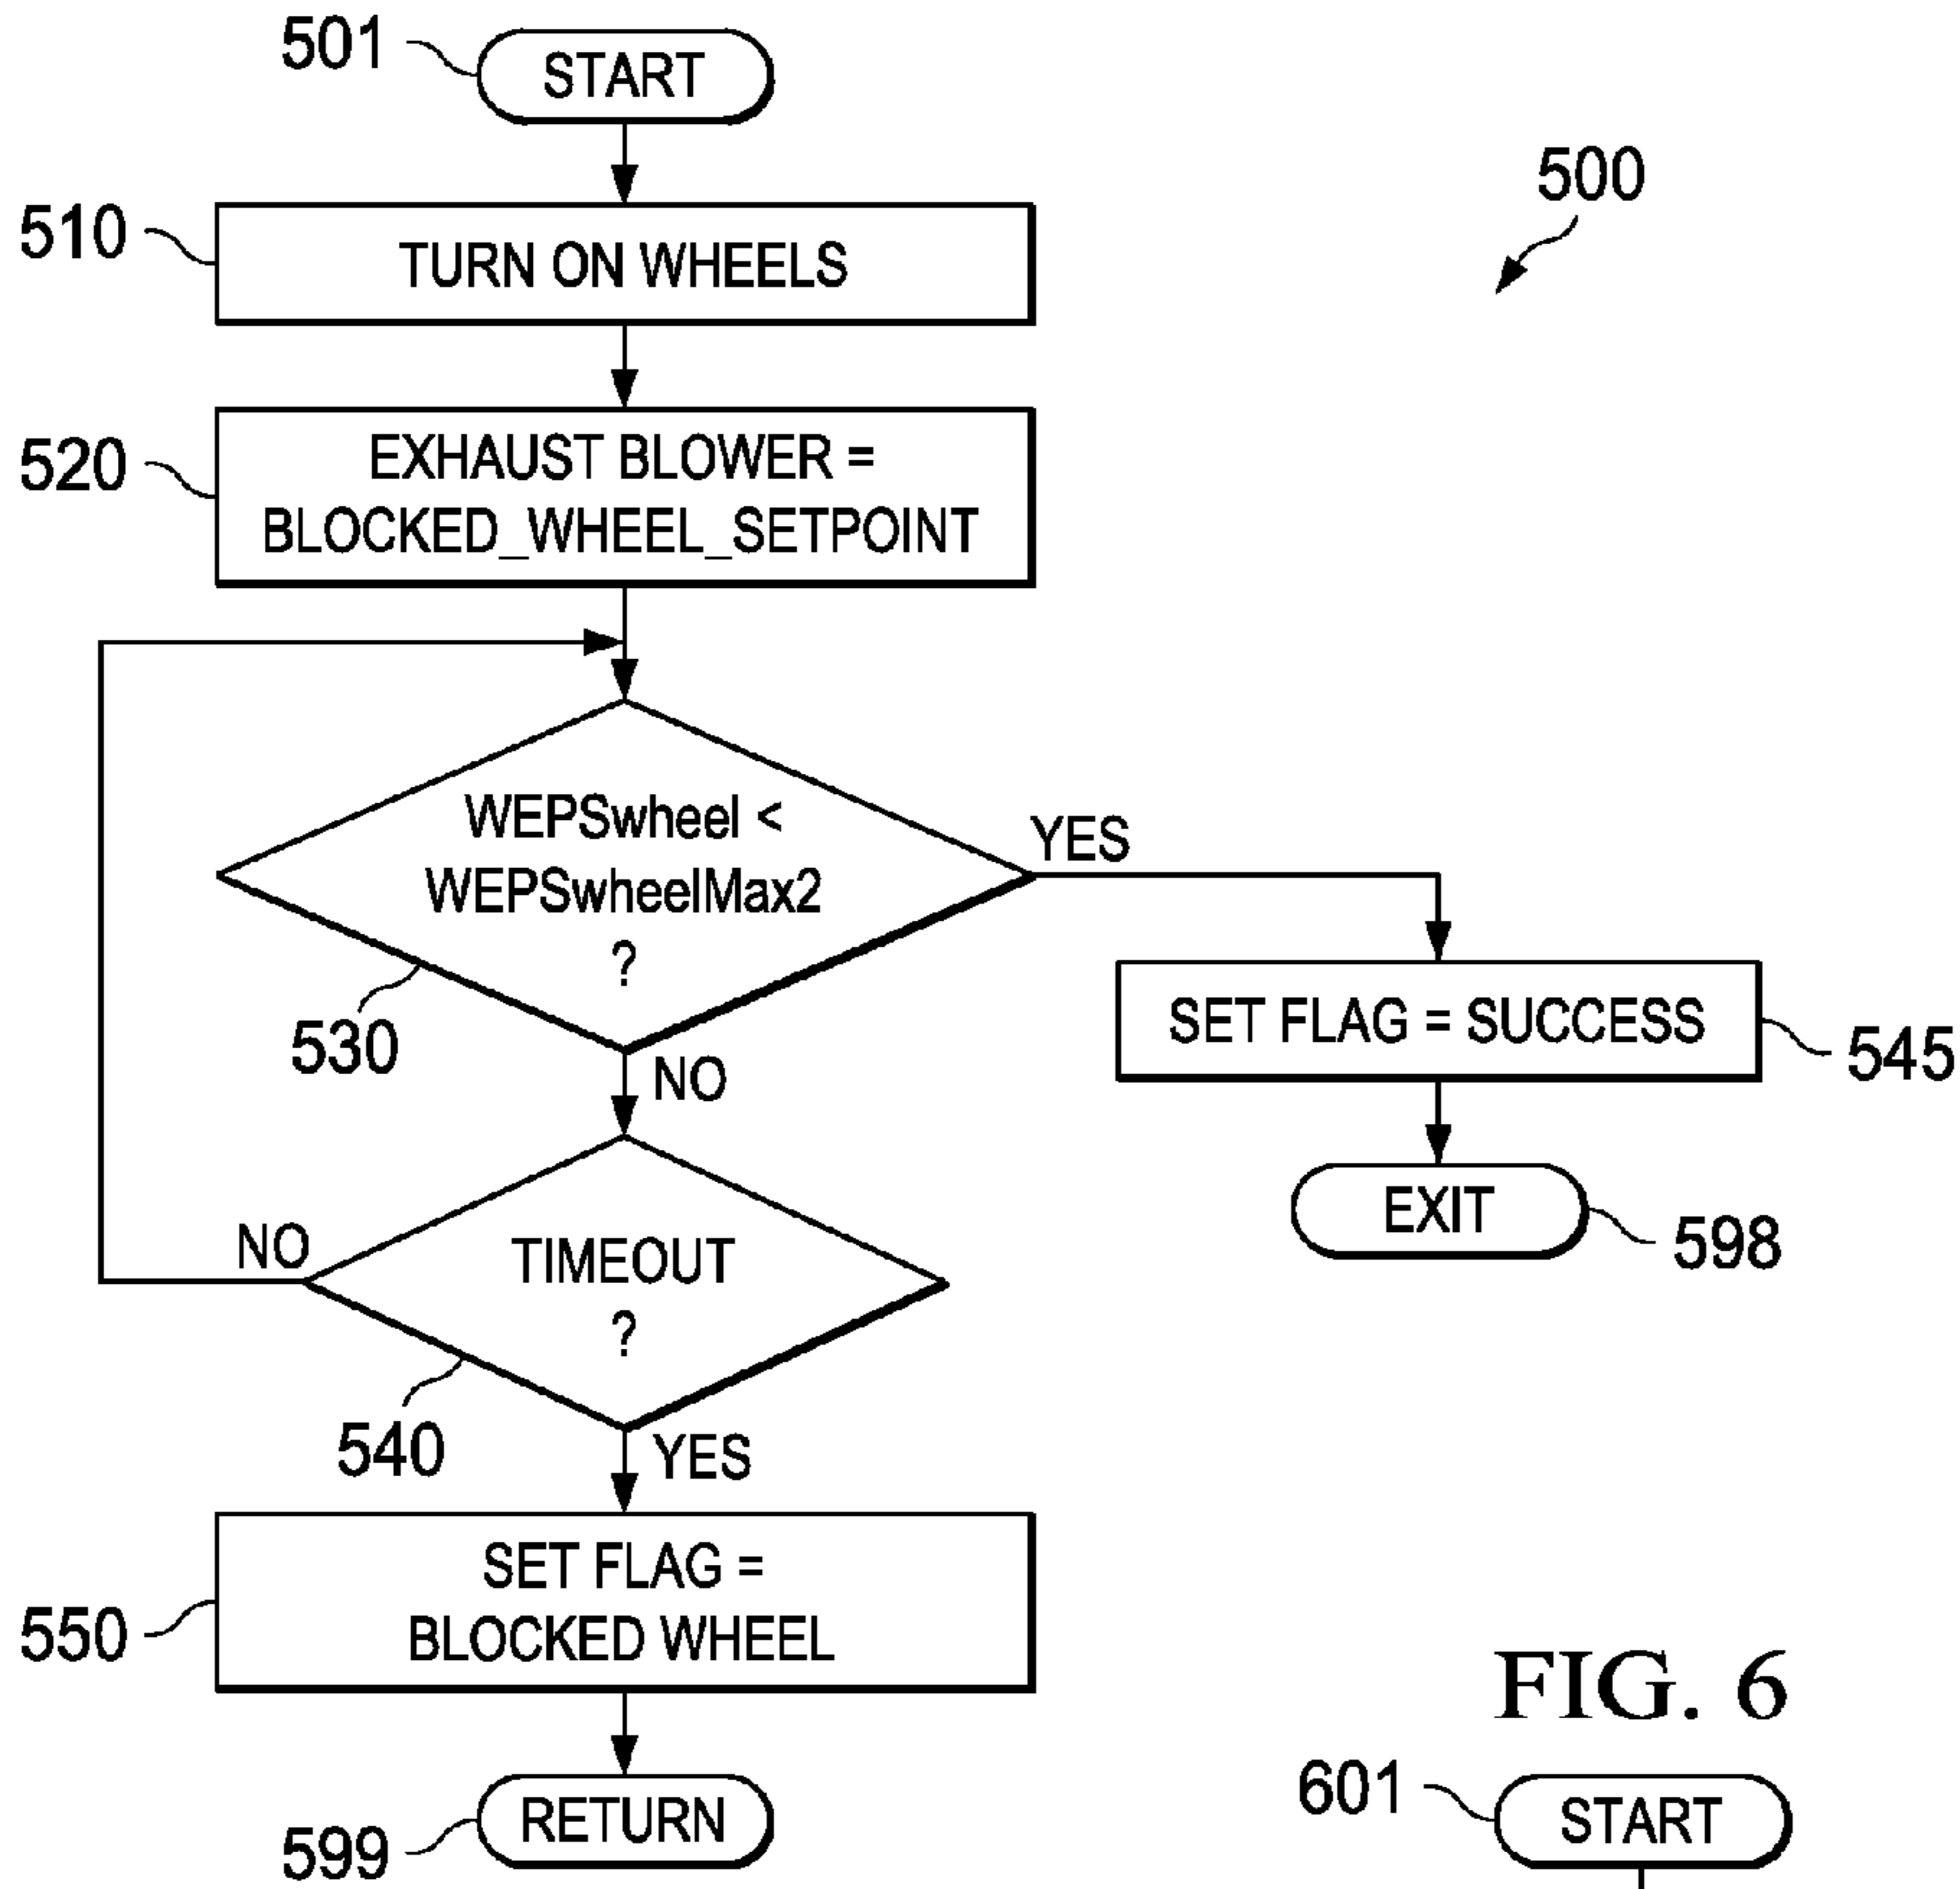 501
START
500
510
TURN ON WHEELS
520
EXHAUST BLOWER =
BLOCKED_WHEEL_SETPOINT
WEPSwheel <
WEPSwheelMax2
?
YES
530
NO
SET FLAG = SUCCESS
545
EXIT
598
NO
TIMEOUT
?
540
YES
550
SET FLAG =
BLOCKED WHEEL
599
RETURN
FIG. 6
601
START